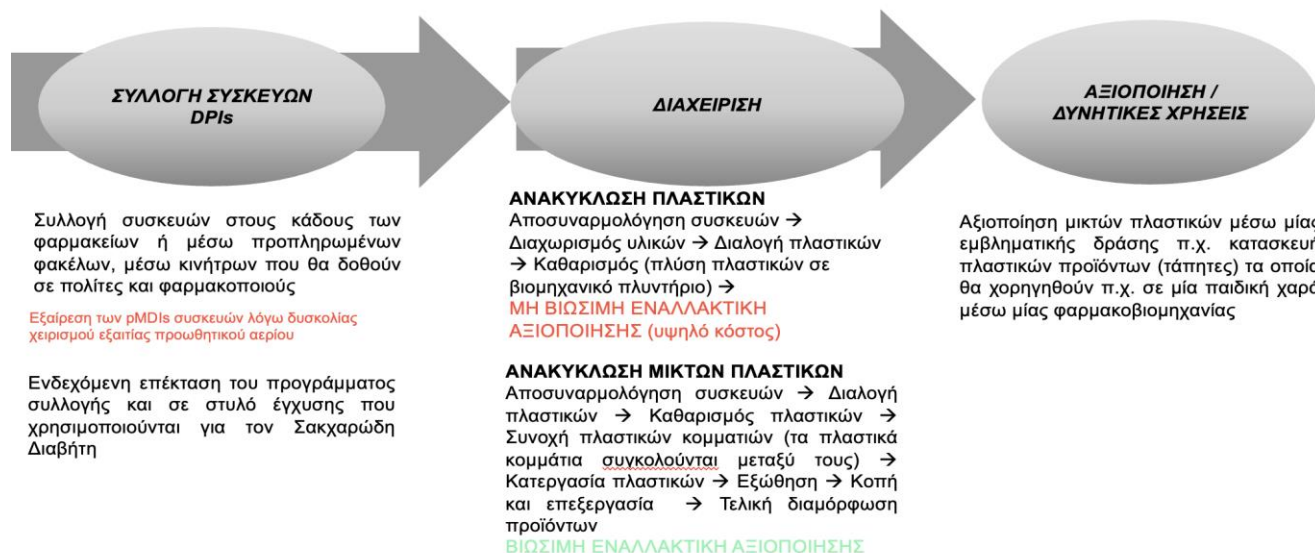 ΣΥΛΛΟΓΗ ΣΥΣΚΕΥΩΝ
DPIs
ΔΙΑΧΕΙΡΙΣΗ
ΑΞΙΟΠΟΙΗΣΗ /
ΔΥΝΗΤΙΚΕΣ ΧΡΗΣΕΙΣ
Συλλογή συσκευών στους κάδους των
φαρμακείων ή μέσω προπληρωμένων
φακέλων, μέσω κινήτρων που θα δοθούν
σε πολίτες και φαρμακοποιούς
Εξαίρεση των pMDIs συσκευών λόγω δυσκολίας
χειρισμού εξαιτίας προωθητικού αερίου
Ενδεχόμενη επέκταση του προγράμματος
συλλογής και σε στυλό έγχυσης που
χρησιμοποιούνται για τον Σακχαρώδη
Διαβήτη
ΑΝΑΚΥΚΛΩΣΗ ΠΛΑΣΤΙΚΩΝ
Αποσυναρμολόγηση συσκευών →
Διαχωρισμός υλικών → Διαλογή πλαστικών
→ Καθαρισμός (πλύση πλαστικών σε
βιομηχανικό πλυντήριο) →
ΜΗ ΒΙΩΣΙΜΗ ΕΝΑΛΛΑΚΤΙΚΗ
ΑΞΙΟΠΟΙΗΣΗΣ (υψηλό κόστος)
ΑΝΑΚΥΚΛΩΣΗ ΜΙΚΤΩΝ ΠΛΑΣΤΙΚΩΝ
Αποσυναρμολόγηση συσκευών → Διαλογή
πλαστικών → Καθαρισμός πλαστικών →
Συνοχή πλαστικών κομματιών (τα πλαστικά
κομμάτια συγκολούνται μεταξύ τους) →
Κατεργασία πλαστικών → Εξώθηση → Κοπή
και επεξεργασία → Τελική διαμόρφωση
προϊόντων
ΒΙΩΣΙΜΗ ΕΝΑΛΛΑΚΤΙΚΗ ΑΞΙΟΠΟΙΗΣΗΣ
Αξιοποίηση μικτών πλαστικών μέσω μίας
εμβληματικής δράσης π.χ. κατασκευή
πλαστικών προϊόντων (τάπητες) τα οποία
θα χορηγηθούν π.χ. σε μία παιδική χαρά
μέσω μίας φαρμακοβιομηχανίας